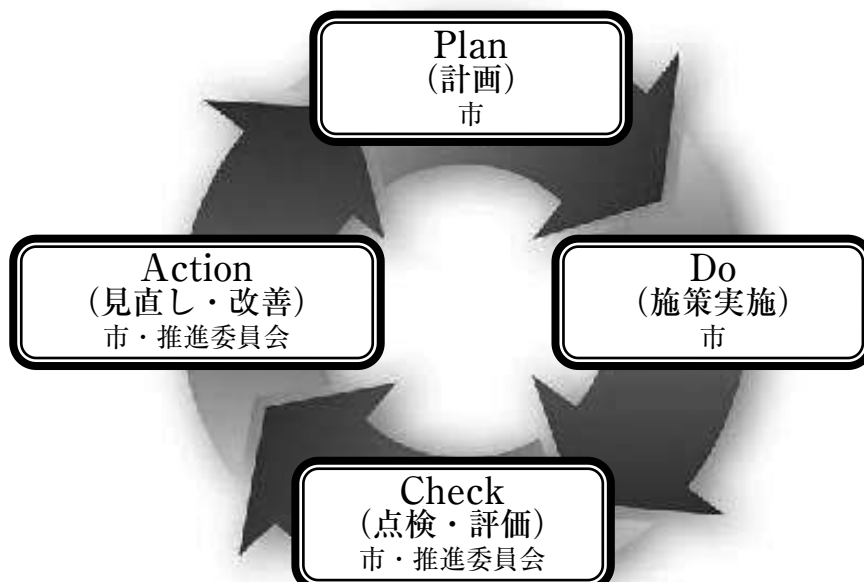 Plan
（計画）
市
Do
（施策実施）
市
Check
（点検・評価）
市・推進委員会
Action
（見直し・改善）
市・推進委員会